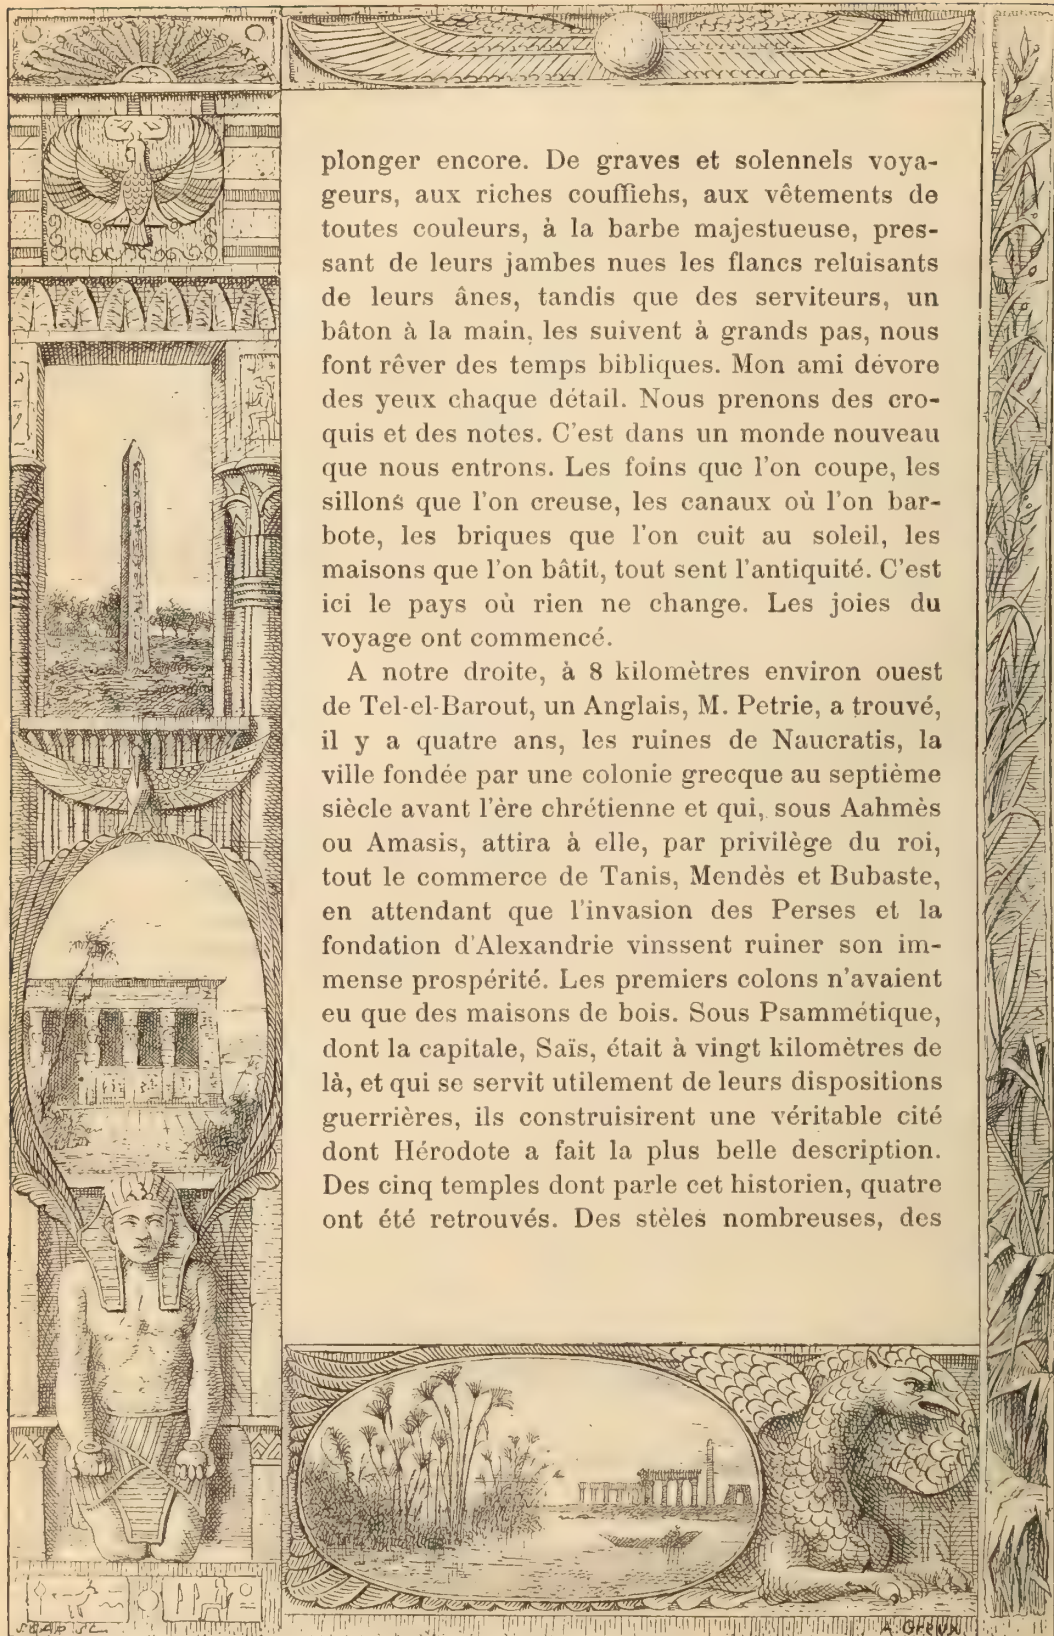 plonger encore. De graves et solennels voya-
geurs, aux riches couffiehs, aux vêtements de
toutes couleurs, à la barbe majestueuse, pres-
sant de leurs jambes nues les flancs reluisants
de leurs ânes, tandis que des serviteurs, un
bâton à la main, les suivent à grands pas, nous
font rêver des temps bibliques. Mon ami dévore
des yeux chaque détail. Nous prenons des cro-
quis et des notes. C'est dans un monde nouveau
que nous entrons. Les foins que l'on coupe, les
sillons que l'on creuse, les canaux où l'on bar-
bote, les briques que l'on cuit au soleil, les
maisons que l'on bâtit, tout sent l'antiquité. C'est
ici le pays où rien ne change. Les joies du
voyage ont commencé.
A notre droite, à 8 kilomètres environ ouest
de Tel-el-Barout, un Anglais, M. Petrie, a trouvé,
il y a quatre ans, les ruines de Naucratis, la
ville fondée par une colonie grecque au septième
siècle avant l'ère chrétienne et qui, sous Aahmès
ou Amasis, attira à elle, par privilège du roi,
tout le commerce de Tanis, Mendès et Bubaste,
en attendant que l'invasion des Perses et la
fondation d'Alexandrie vinssent ruiner son im-
mense prospérité. Les premiers colons n'avaient
eu que des maisons de bois. Sous Psammétique,
dont la capitale, Saïs, était à vingt kilomètres de
là, et qui se servit utilement de leurs dispositions
guerrières, ils construisirent une véritable cité
dont Hérodote a fait la plus belle description.
Des cinq temples dont parle cet historien, quatre
ont été retrouvés. Des stèles nombreuses, des